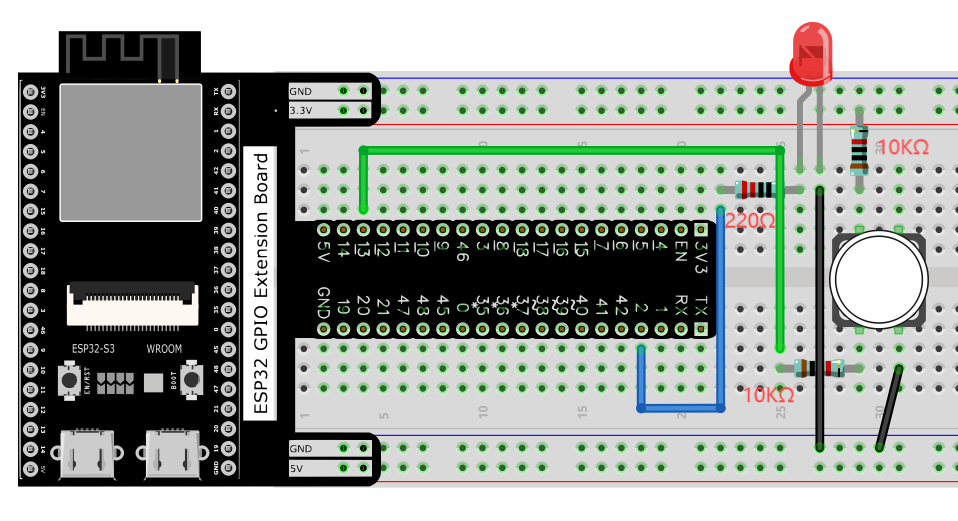 GND
3.3V
10KΩ
220Ω
ESP32 GPIO Extension Board
5V 14 13 12 11 10 9 46 3 8 18 17 16 15 7 6 5 4 EN 3V3
GND 19 20 21 47 48 45 0 35 36 37 38 39 40 41 42 2 1 RX TX
ESP32-S3 WROOM
EN/RST
BOOT
10KΩ
1 5 10 15 20 25 30
GND
5V